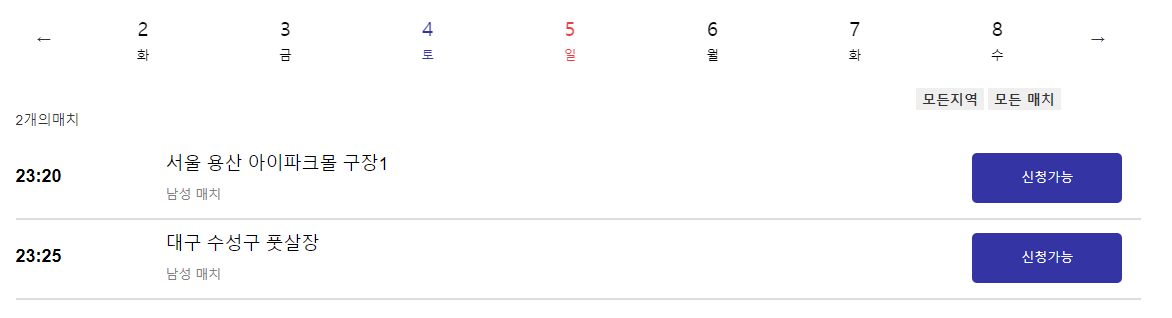 ← 2 3 4 5 6 7 8 →
화 금 토 일 월 화 수
모든지역 모든 매치
2개의매치
서울 용산 아이파크몰 구장1
23:20 신청가능
남성 매치
대구 수성구 풋살장
23:25 신청가능
남성 매치